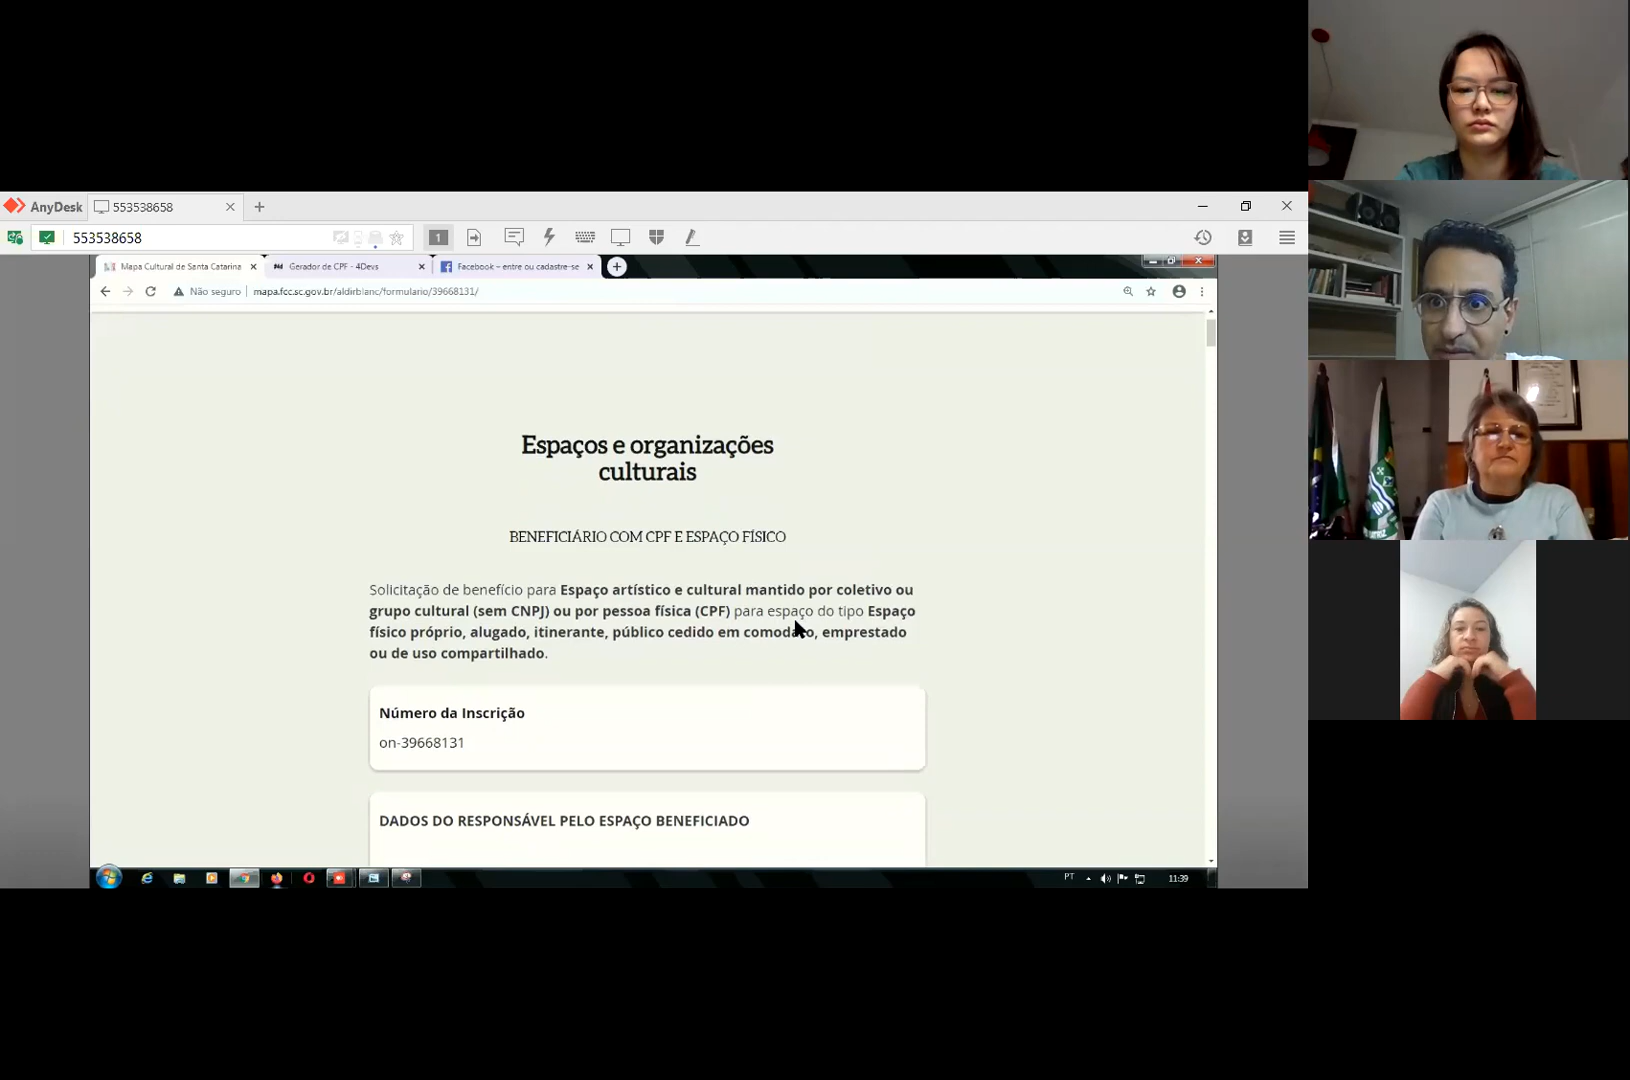 AnyDesk
553538658
553538658
1
Mapa Cultural de Santa Catarina
Gerador de CPF - 4Devs
Facebook – entre ou cadastre-se
Não seguro
mapa.fcc.sc.gov.br/aldirblanc/formulario/39668131/
Espaços e organizações
culturais
BENEFICIÁRIO COM CPF E ESPAÇO FÍSICO
Solicitação de benefício para Espaço artístico e cultural mantido por coletivo ou
grupo cultural (sem CNPJ) ou por pessoa física (CPF) para espaço do tipo Espaço
físico próprio, alugado, itinerante, público cedido em comodato, emprestado
ou de uso compartilhado.
Número da Inscrição
on-39668131
DADOS DO RESPONSÁVEL PELO ESPAÇO BENEFICIADO
PT
11:39